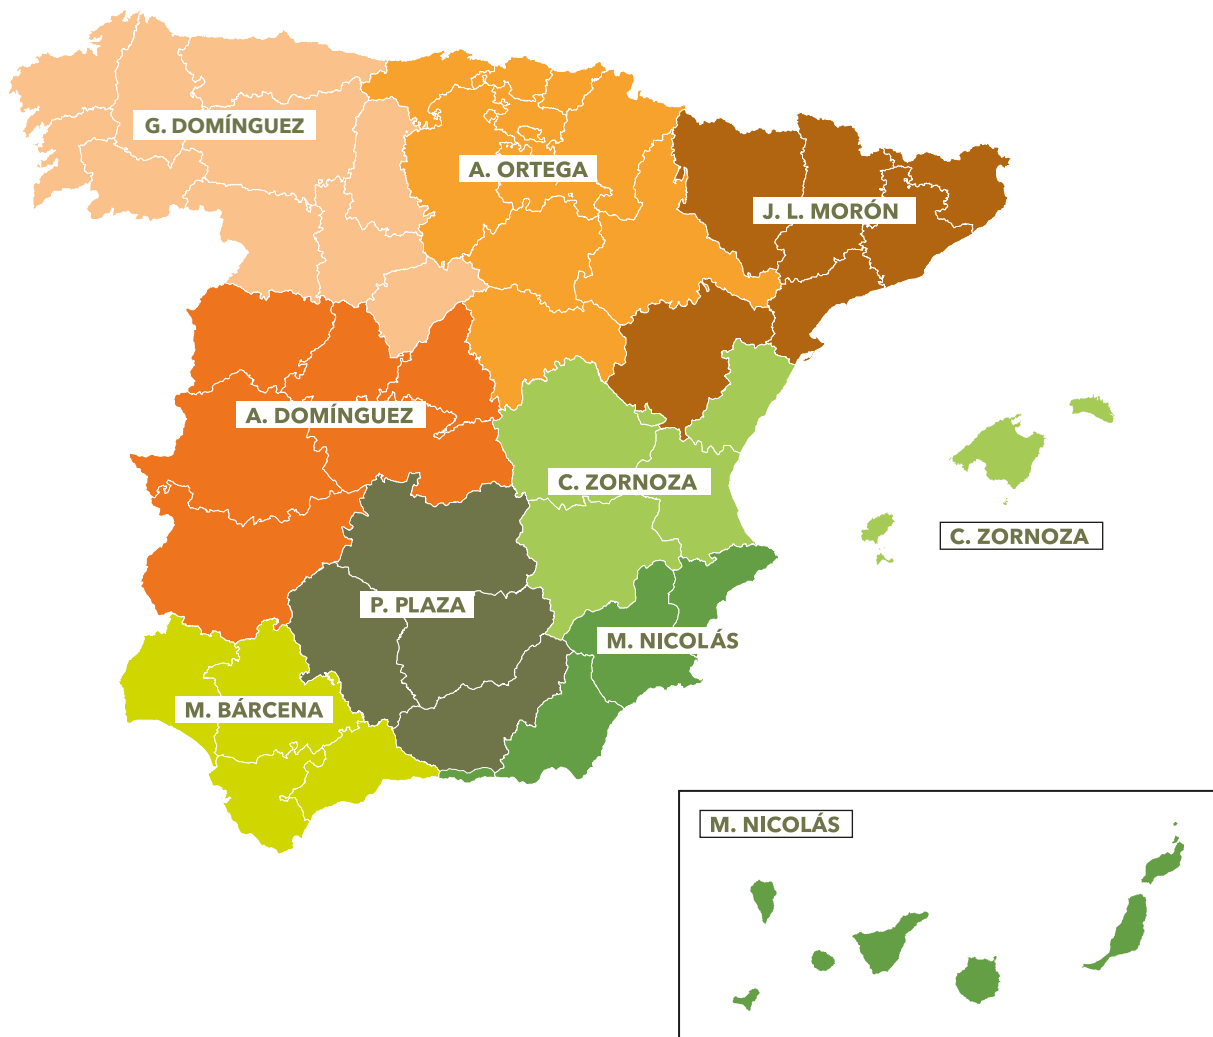 G. DOMÍNGUEZ
A. ORTEGA
J. L. MORÓN
A. DOMÍNGUEZ
C. ZORNOZA
C. ZORNOZA
P. PLAZA
M. NICOLÁS
M. BÁRCENA
M. NICOLÁS